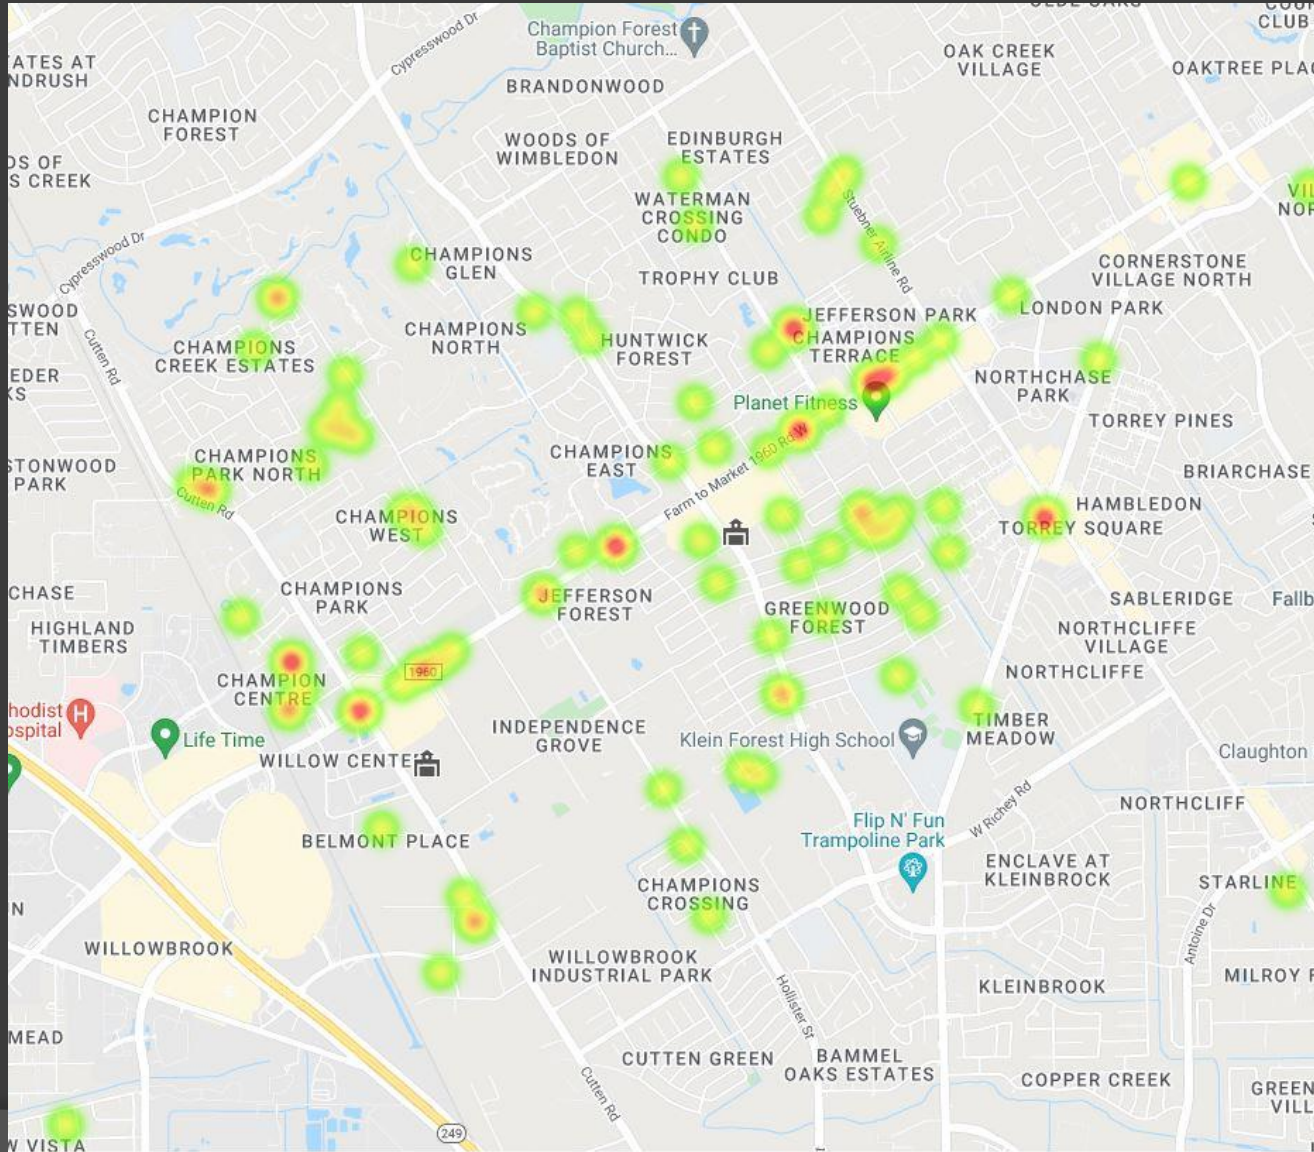 Champion Forest
Baptist Church...
Cypresswood Dr
OAK CREEK
VILLAGE
CLUB
ATES AT
NDRUSH
BRANDONWOOD
OAKTREE PLA
CHAMPION
FOREST
WOODS OF
WIMBLEDON
EDINBURGH
ESTATES
DS OF
S CREEK
WATERMAN
CROSSING
CONDO
Stuebner Airline Rd
VIL
NOR
Cypresswood Dr
CHAMPIONS
GLEN
TROPHY CLUB
CORNERSTONE
VILLAGE NORTH
SWOOD
TTEN
CHAMPIONS
NORTH
HUNTWICK
FOREST
JEFFERSON PARK
LONDON PARK
CHAMPIONS
TERRACE
Cutten Rd
CHAMPIONS
CREEK ESTATES
EDER
KS
NORTHCHASE
PARK
Planet Fitness
TORREY PINES
STONWOOD
PARK
CHAMPIONS
PARK NORTH
CHAMPIONS
EAST
Farm to Market 1960 Rd W
BRIARCHASE
Cutten Rd
CHAMPIONS
WEST
HAMBLEDON
TORREY SQUARE
CHASE
CHAMPIONS
PARK
JEFFERSON
FOREST
GREENWOOD
FOREST
SABLERIDGE
Fallb
HIGHLAND
TIMBERS
NORTHCLIFFE
VILLAGE
NORTHCLIFFE
CHAMPION
CENTRE
1960
hodist
ospital
H
Life Time
WILLOW CENTE
INDEPENDENCE
GROVE
Klein Forest High School
TIMBER
MEADOW
Claughton
BELMONT PLACE
Flip N' Fun
Trampoline Park
W Richey Rd
NORTHCLIFF
CHAMPIONS
CROSSING
ENCLAVE AT
KLEINBROCK
STARLINE
N
WILLOWBROOK
WILLOWBROOK
INDUSTRIAL PARK
Antoine Dr
KLEINBROOK
MILROY P
Hollister St
MEAD
CUTTEN GREEN
BAMMEL
OAKS ESTATES
COPPER CREEK
GREEN
VILL
Cutten Rd
249
W VISTA